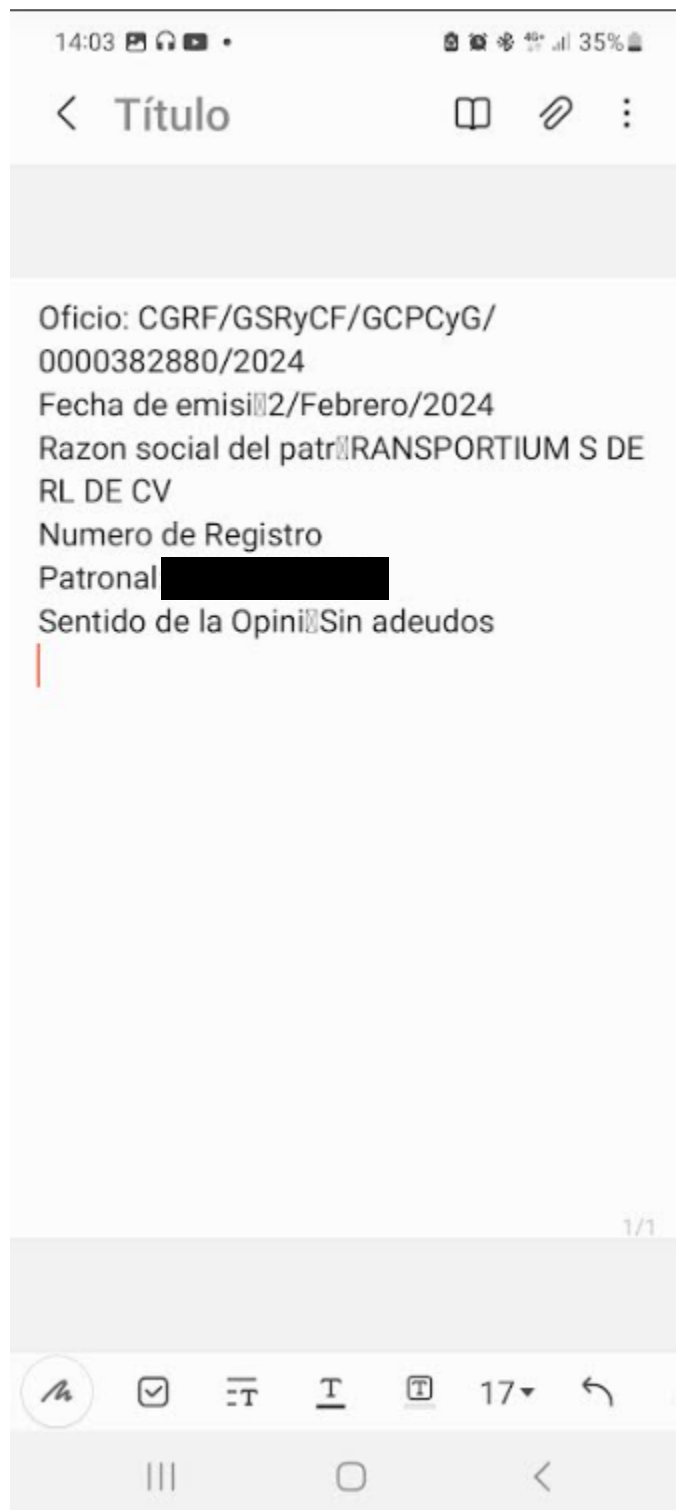 14:03
35%
Título
Oficio: CGRF/GSRyCF/GCPCyG/
0000382880/2024
Fecha de emisi2/Febrero/2024
Razon social del patrRANSPORTIUM S DE
RL DE CV
Numero de Registro
Patronal
Sentido de la OpiniSin adeudos
1/1
17